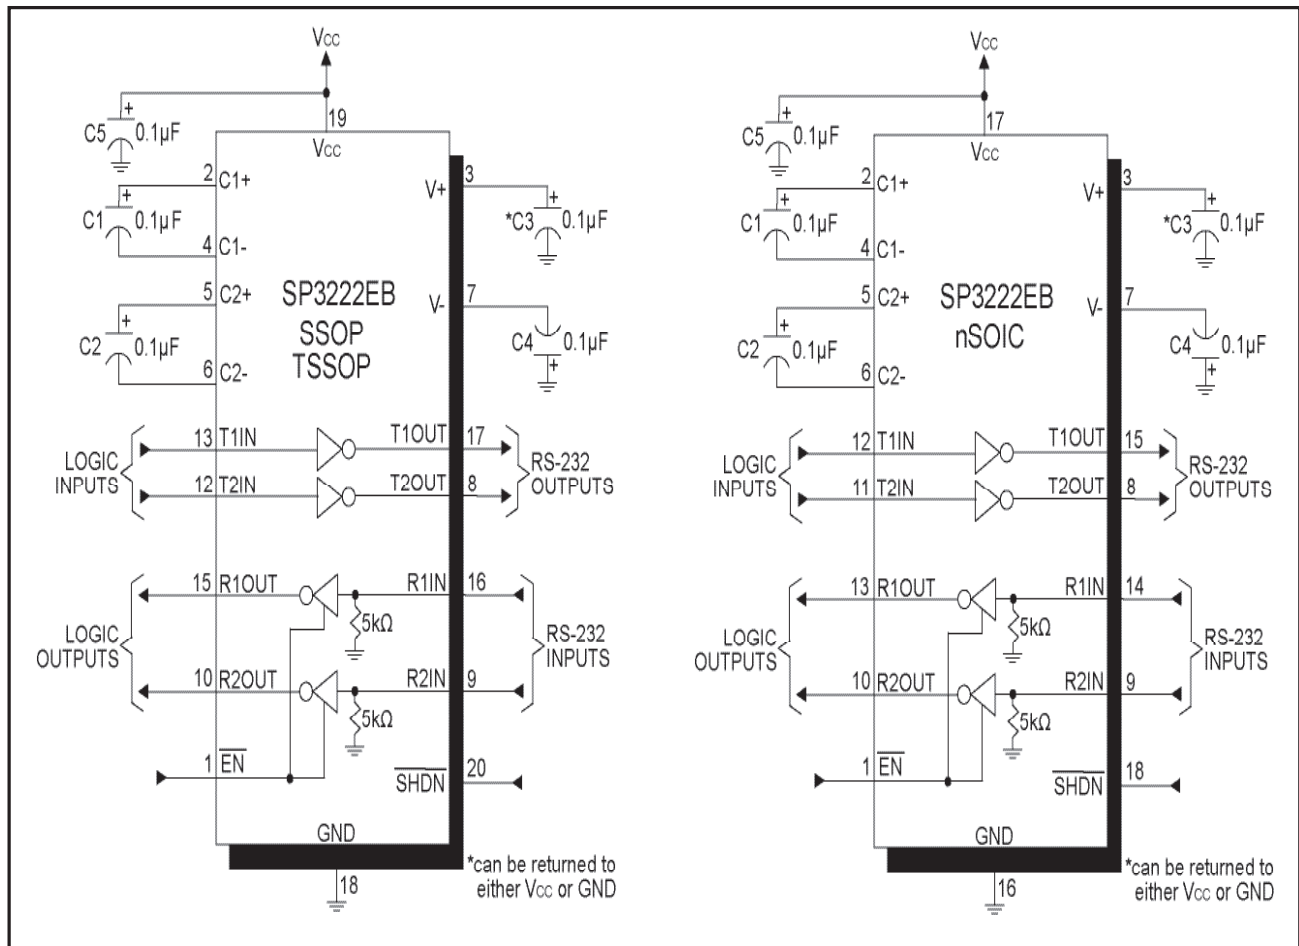 VCC
19
VCC
C5
+
0.1µF
2
C1+
+
C1
0.1µF
4
C1-
5
C2+
+
C2
0.1µF
6
C2-
SP3222EB
SSOP
TSSOP
3
V+
+
*C3
0.1µF
7
V-
C4
0.1µF
+
LOGIC
INPUTS
13
T1IN
T1OUT
17
12
T2IN
T2OUT
8
RS-232
OUTPUTS
LOGIC
OUTPUTS
15
R1OUT
R1IN
16
5kΩ
10
R2OUT
R2IN
9
5kΩ
RS-232
INPUTS
1
EN
SHDN
20
GND
18
*can be returned to
either VCC or GND
VCC
17
VCC
C5
+
0.1µF
2
C1+
+
C1
0.1µF
4
C1-
5
C2+
+
C2
0.1µF
6
C2-
SP3222EB
nSOIC
3
V+
+
*C3
0.1µF
7
V-
C4
0.1µF
+
LOGIC
INPUTS
12
T1IN
T1OUT
15
11
T2IN
T2OUT
8
RS-232
OUTPUTS
LOGIC
OUTPUTS
13
R1OUT
R1IN
14
5kΩ
10
R2OUT
R2IN
9
5kΩ
RS-232
INPUTS
1
EN
SHDN
18
GND
16
*can be returned to
either VCC or GND